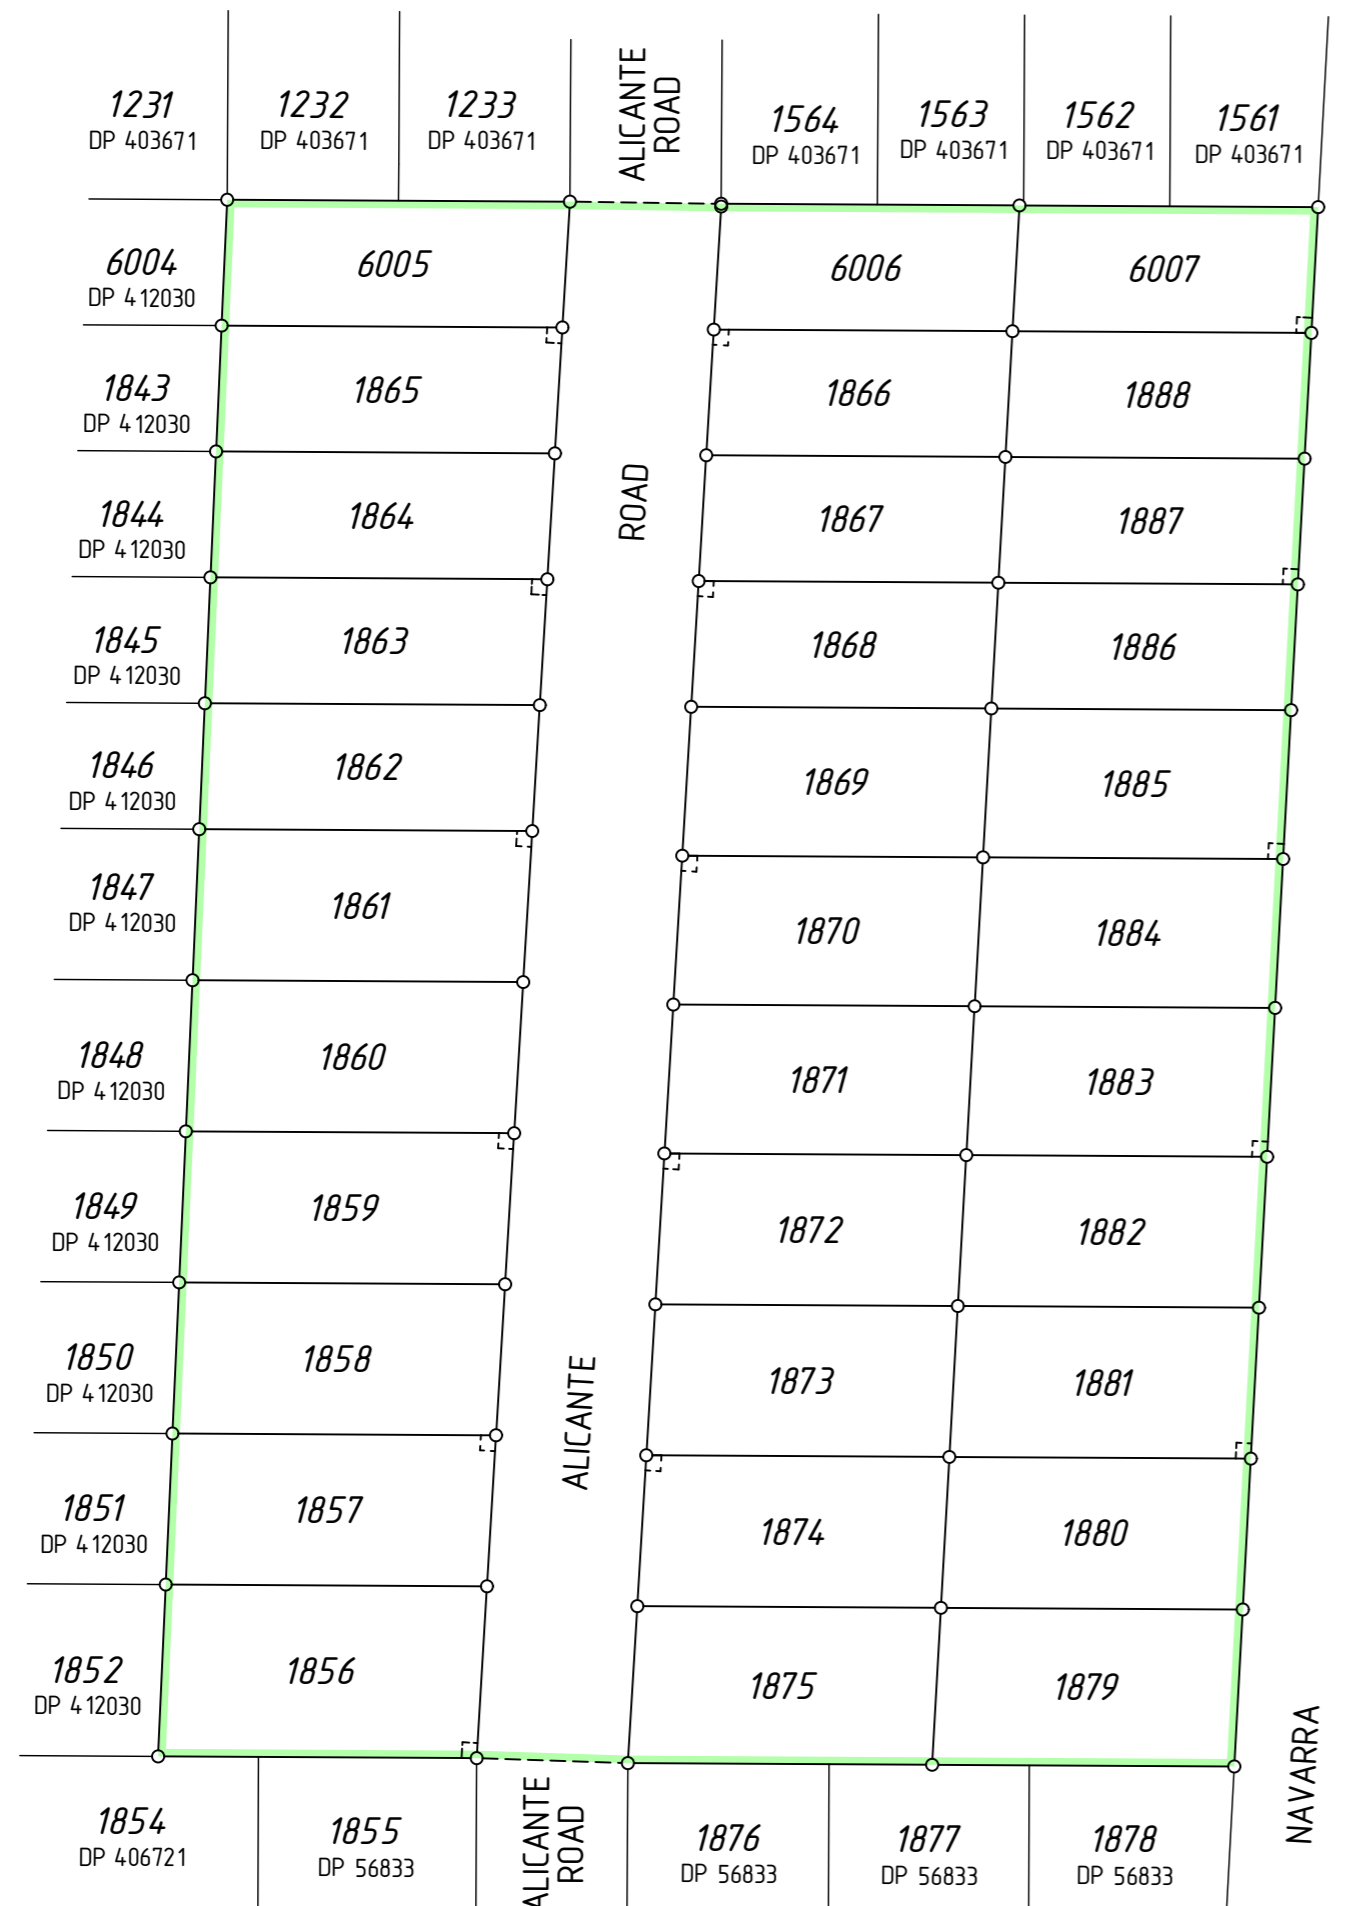 1231
DP 403671
1232
DP 403671
1233
DP 403671
ALICANTE
ROAD
1564
DP 403671
1563
DP 403671
1562
DP 403671
1561
DP 403671
6004
DP 412030
6005
6006
6007
1843
DP 412030
1865
1866
1888
1844
DP 412030
1864
ROAD
1867
1887
1845
DP 412030
1863
1868
1886
1846
DP 412030
1862
1869
1885
1847
DP 412030
1861
1870
1884
1848
DP 412030
1860
1871
1883
1849
DP 412030
1859
1872
1882
1850
DP 412030
1858
ALICANTE
1873
1881
1851
DP 412030
1857
1874
1880
1852
DP 412030
1856
1875
1879
NAVARRA
1854
DP 406721
1855
DP 56833
ALICANTE
ROAD
1876
DP 56833
1877
DP 56833
1878
DP 56833